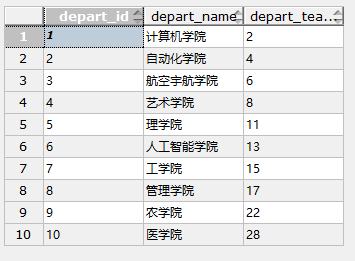 depart_id depart_name depart_tea...
1 1 计算机学院 2
2 2 自动化学院 4
3 3 航空宇航学院 6
4 4 艺术学院 8
5 5 理学院 11
6 6 人工智能学院 13
7 7 工学院 15
8 8 管理学院 17
9 9 农学院 22
10 10 医学院 28